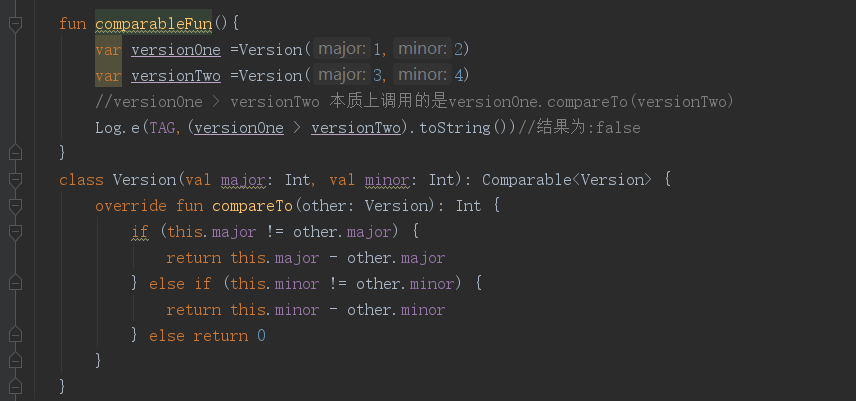 fun comparableFun(){
    var versionOne =Version( major: 1, minor: 2)
    var versionTwo =Version( major: 3, minor: 4)
    //versionOne > versionTwo 本质上调用的是versionOne.compareTo(versionTwo)
    Log.e(TAG,(versionOne > versionTwo).toString())//结果为:false
}
class Version(val major: Int, val minor: Int): Comparable<Version> {
    override fun compareTo(other: Version): Int {
        if (this.major != other.major) {
            return this.major - other.major
        } else if (this.minor != other.minor) {
            return this.minor - other.minor
        } else return 0
    }
}